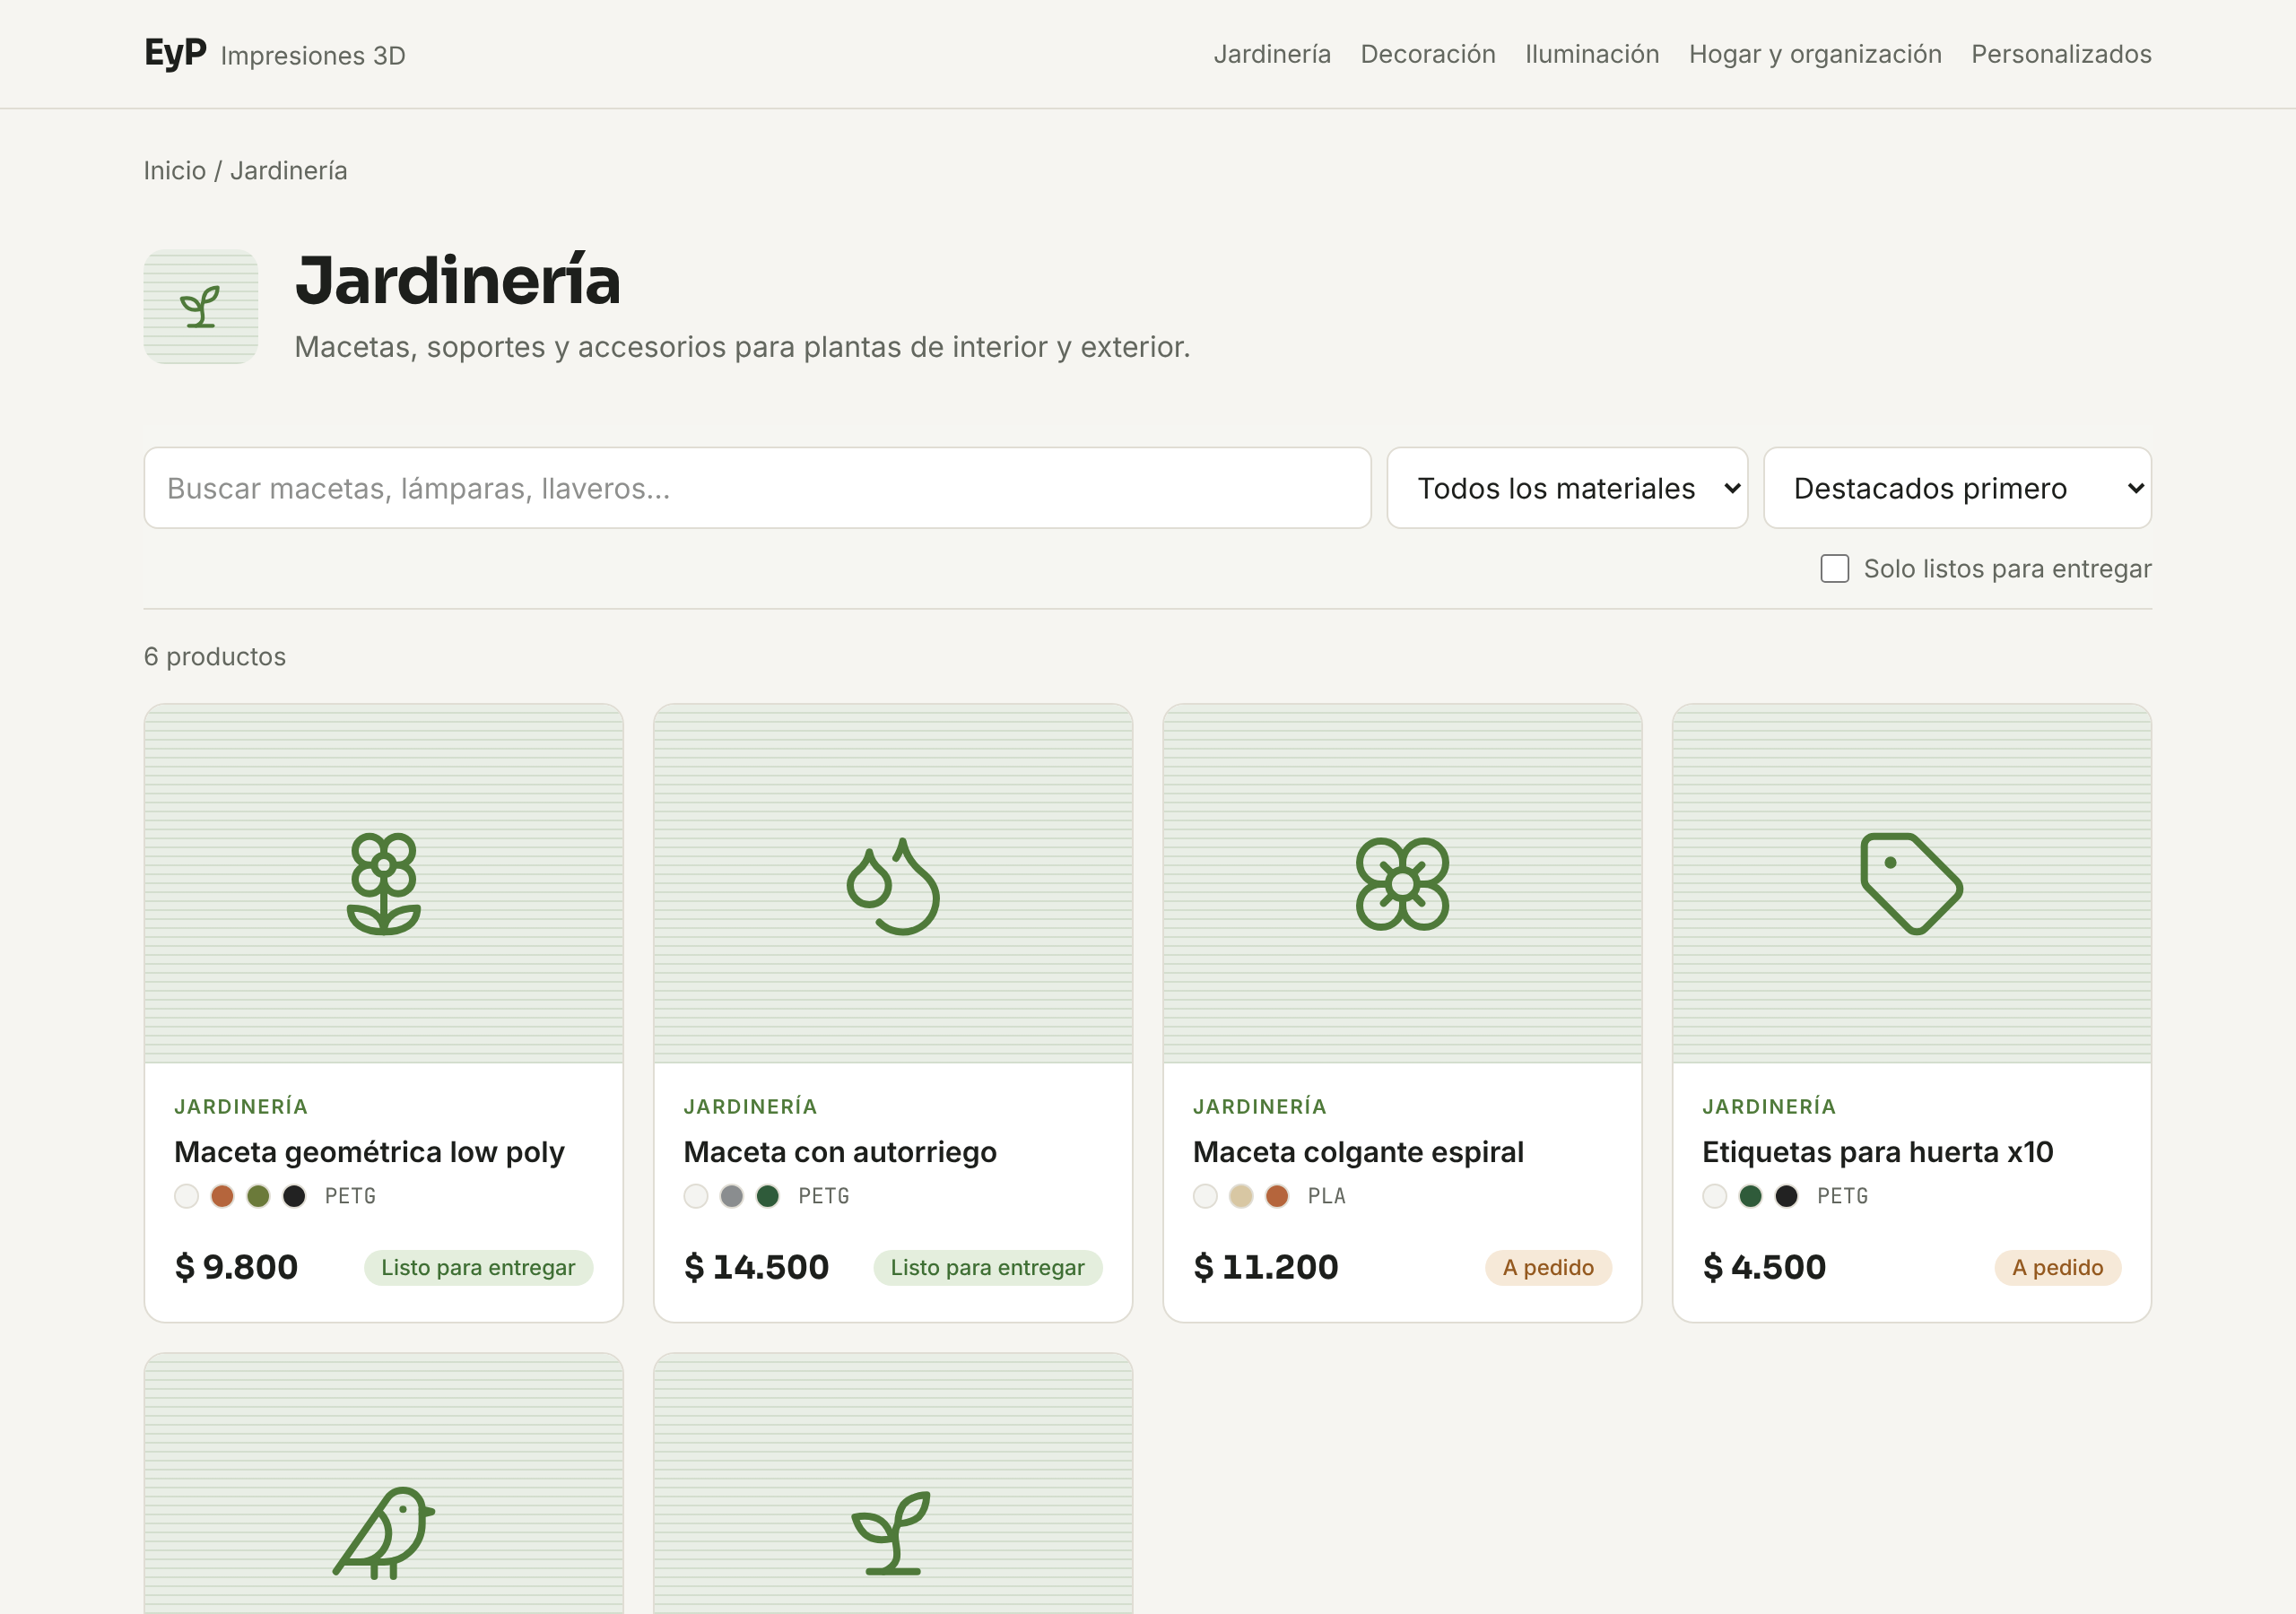 EyP Impresiones 3D
Jardinería Decoración Iluminación Hogar y organización Personalizados
Inicio / Jardinería
Jardinería
Macetas, soportes y accesorios para plantas de interior y exterior.
Buscar macetas, lámparas, llaveros...
Todos los materiales
Destacados primero
Solo listos para entregar
6 productos
JARDINERÍA
Maceta geométrica low poly
PETG
$ 9.800
Listo para entregar
JARDINERÍA
Maceta con autorriego
PETG
$ 14.500
Listo para entregar
JARDINERÍA
Maceta colgante espiral
PLA
$ 11.200
A pedido
JARDINERÍA
Etiquetas para huerta x10
PETG
$ 4.500
A pedido